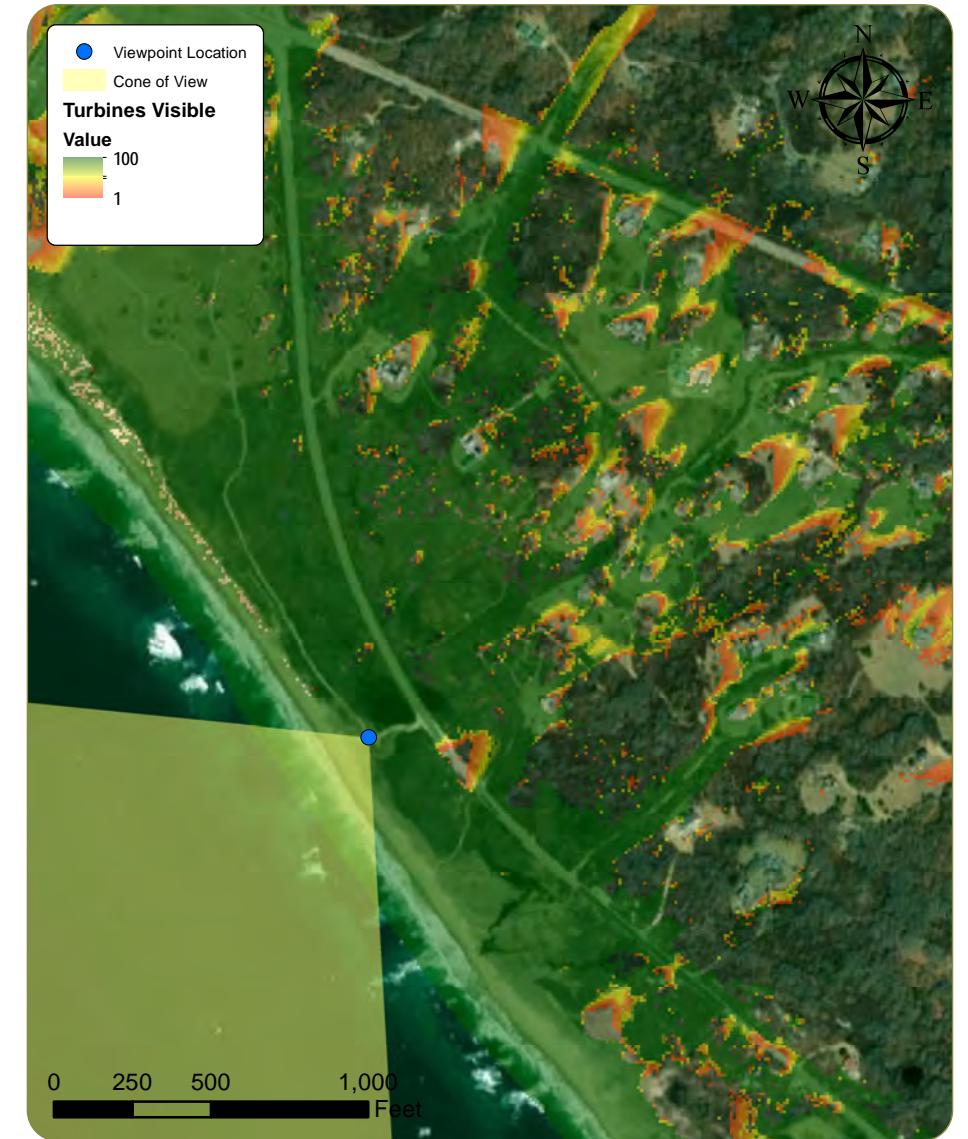 Viewpoint Location
Cone of View
Turbines Visible
Value
100
1
N
W E
S
0 250 500 1,000
Feet